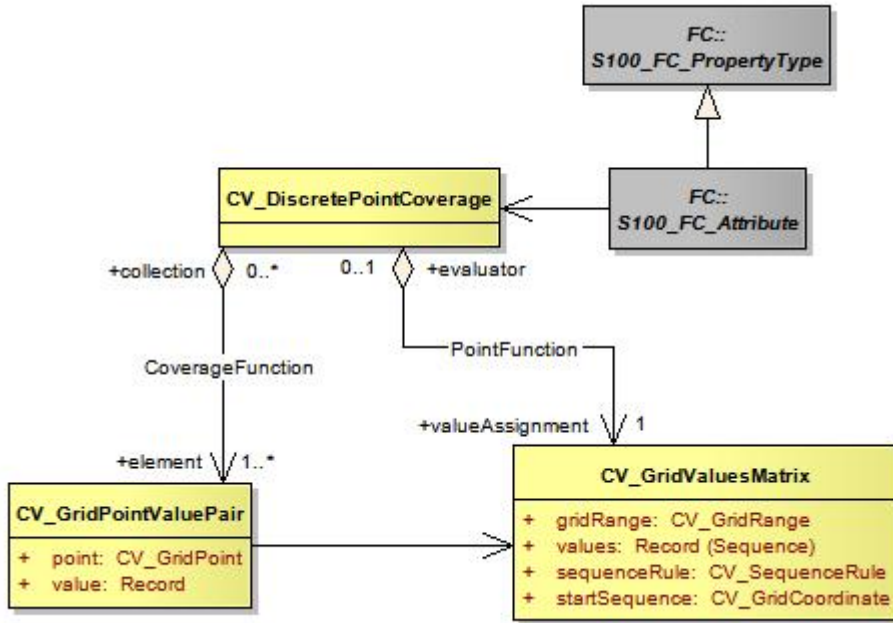 FC::
S100_FC_PropertyType
CV_DiscretePointCoverage
FC::
S100_FC_Attribute
+collection
0..*
0..1
+evaluator
CoverageFunction
PointFunction
+valueAssignment
1
+element
1..*
CV_GridPointValuePair
+ point: CV_GridPoint
+ value: Record
CV_GridValuesMatrix
+ gridRange: CV_GridRange
+ values: Record (Sequence)
+ sequenceRule: CV_SequenceRule
+ startSequence: CV_GridCoordinate